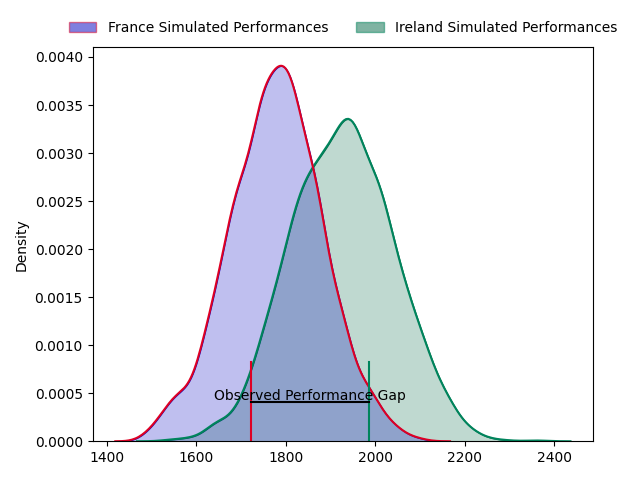 France Simulated Performances
Ireland Simulated Performances
0.0040
0.0035
0.0030
0.0025
0.0020
0.0015
0.0010
0.0005
0.0000
Density
Observed Performance Gap
1400 1600 1800 2000 2200 2400